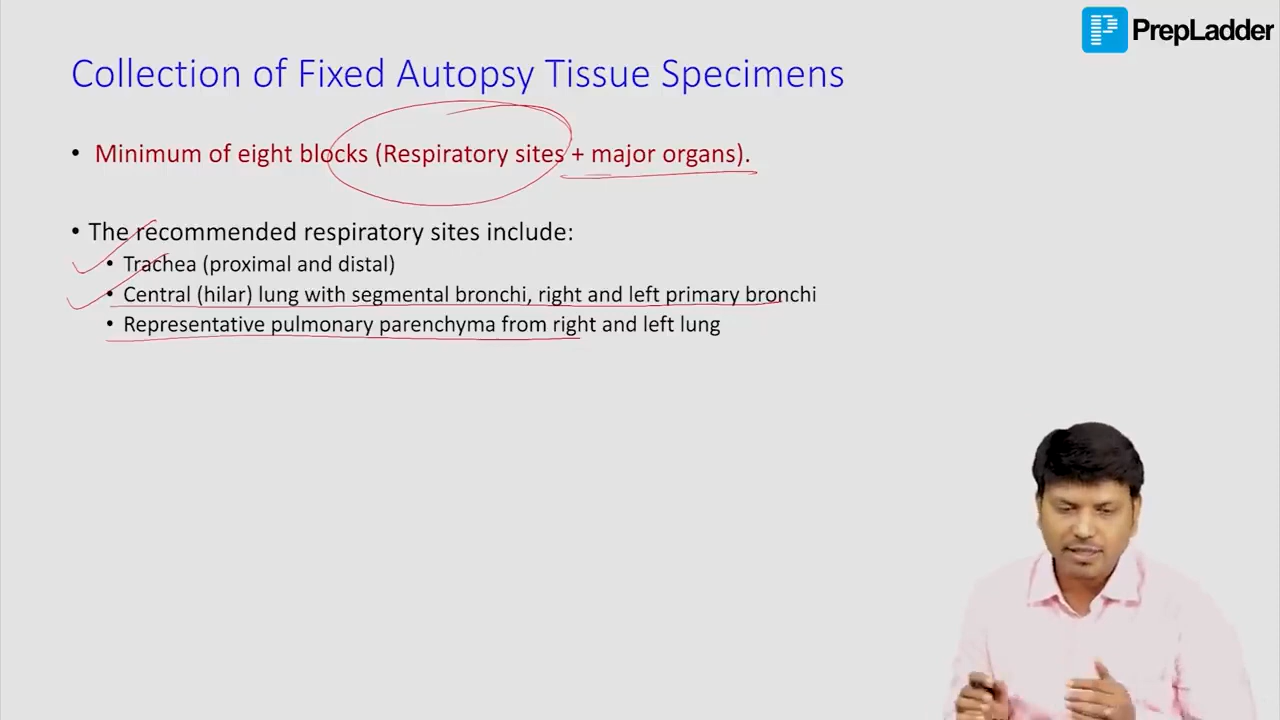 PrepLadder
Collection of Fixed Autopsy Tissue Specimens
• Minimum of eight blocks (Respiratory sites + major organs).
• The recommended respiratory sites include:
• Trachea (proximal and distal)
• Central (hilar) lung with segmental bronchi, right and left primary bronchi
• Representative pulmonary parenchyma from right and left lung